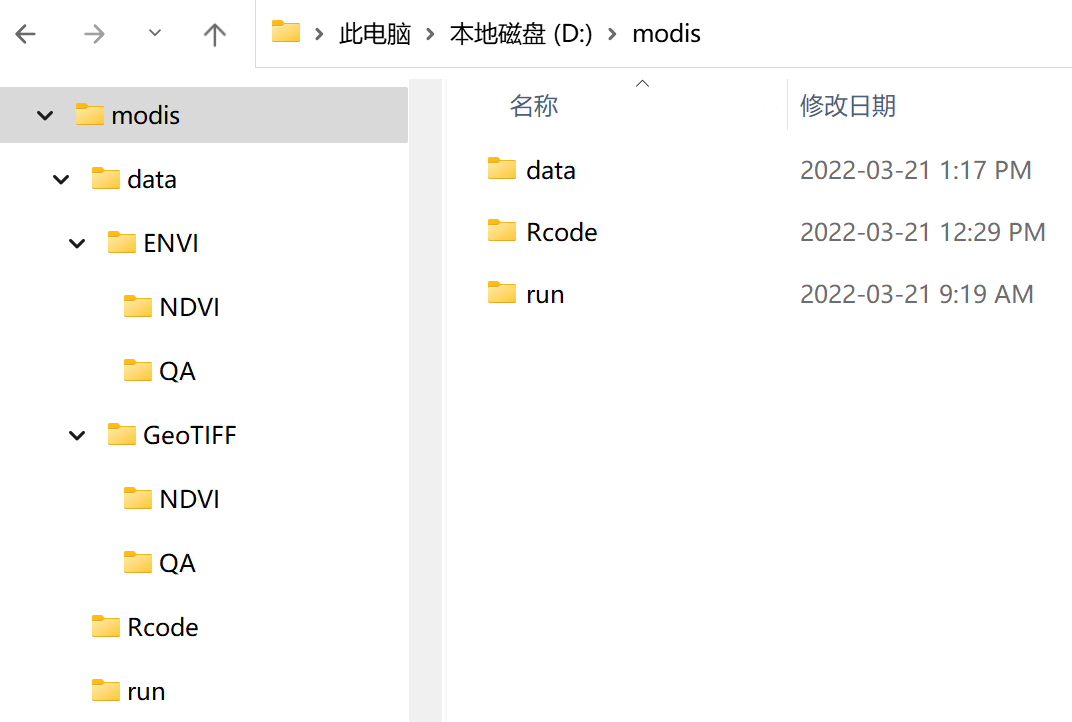 此电脑 本地磁盘 (D:) modis
modis
data
ENVI
NDVI
QA
GeoTIFF
NDVI
QA
Rcode
run
名称 修改日期
data 2022-03-21 1:17 PM
Rcode 2022-03-21 12:29 PM
run 2022-03-21 9:19 AM